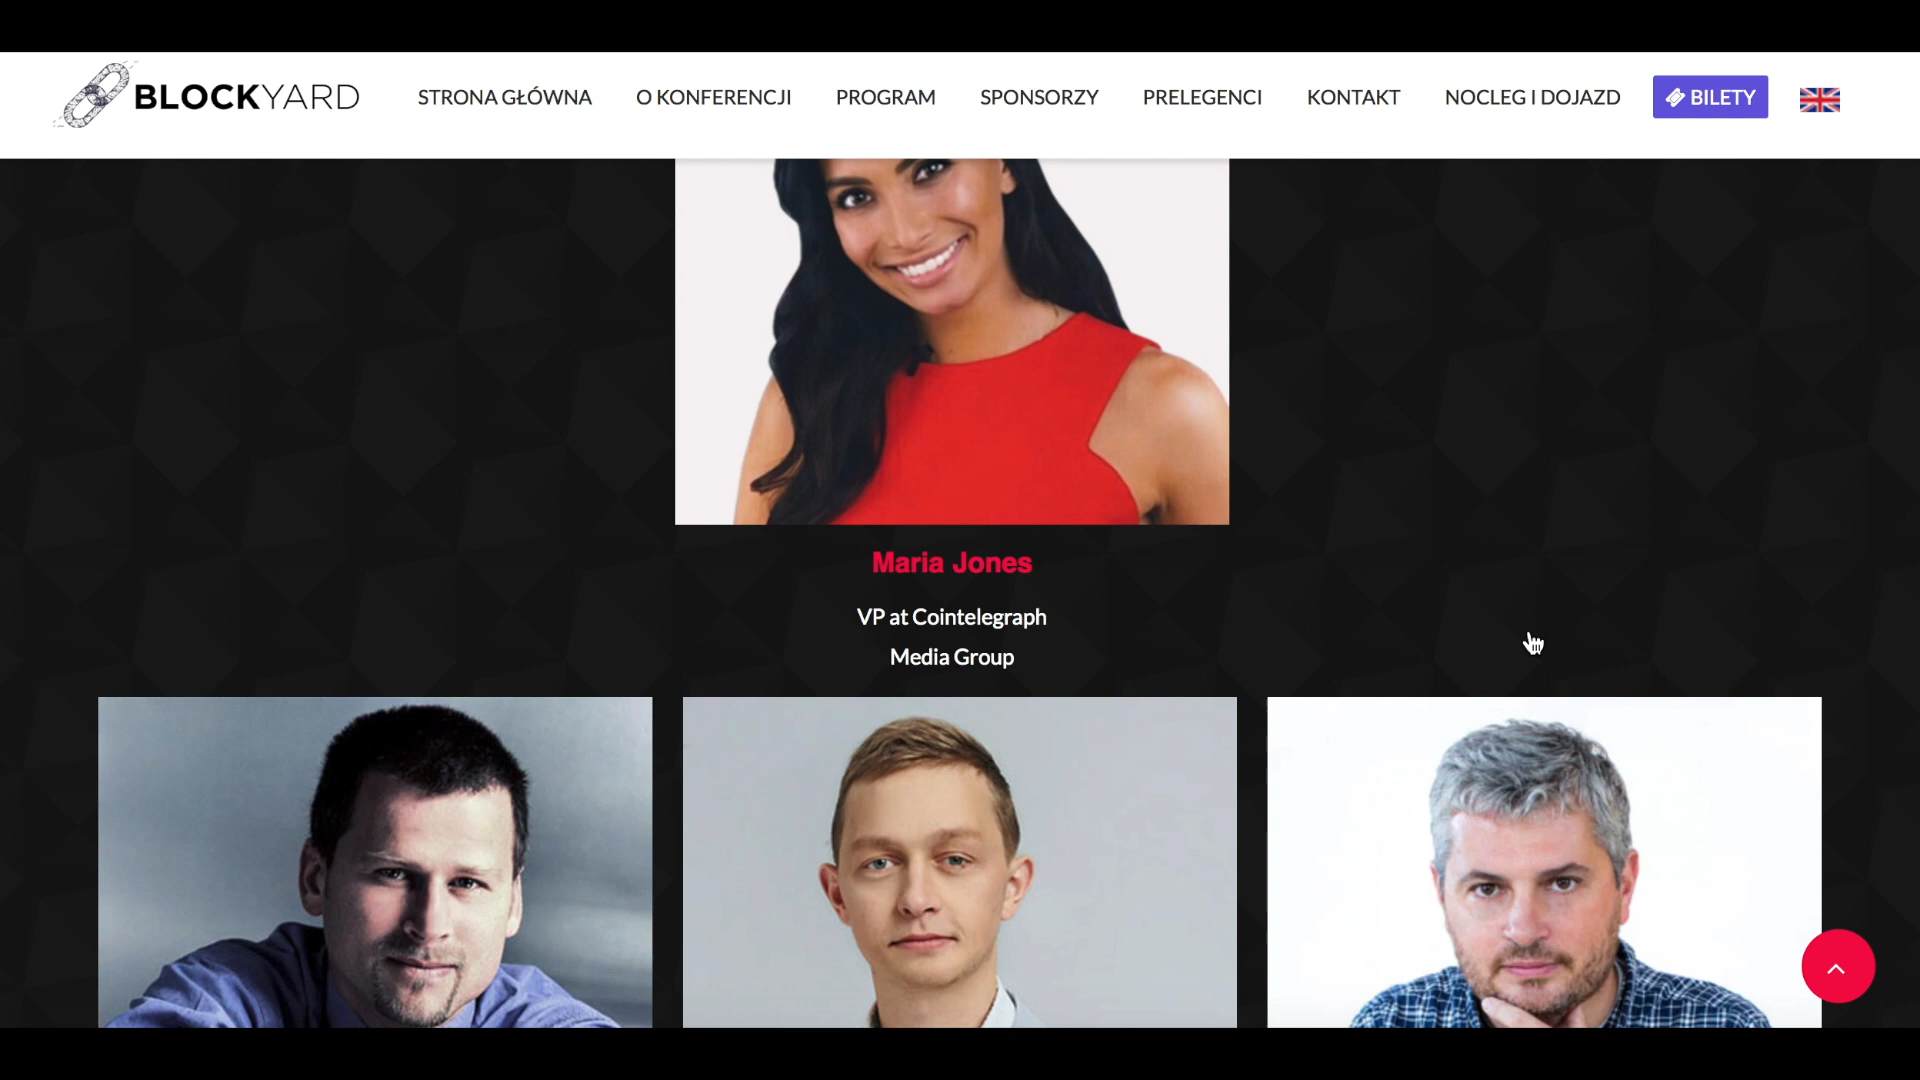 BLOCKYARD
STRONA GŁÓWNA
O KONFERENCJI
PROGRAM
SPONSORZY
PRELEGENCI
KONTAKT
NOCLEG I DOJAZD
BILETY
Maria Jones
VP at Cointelegraph
Media Group